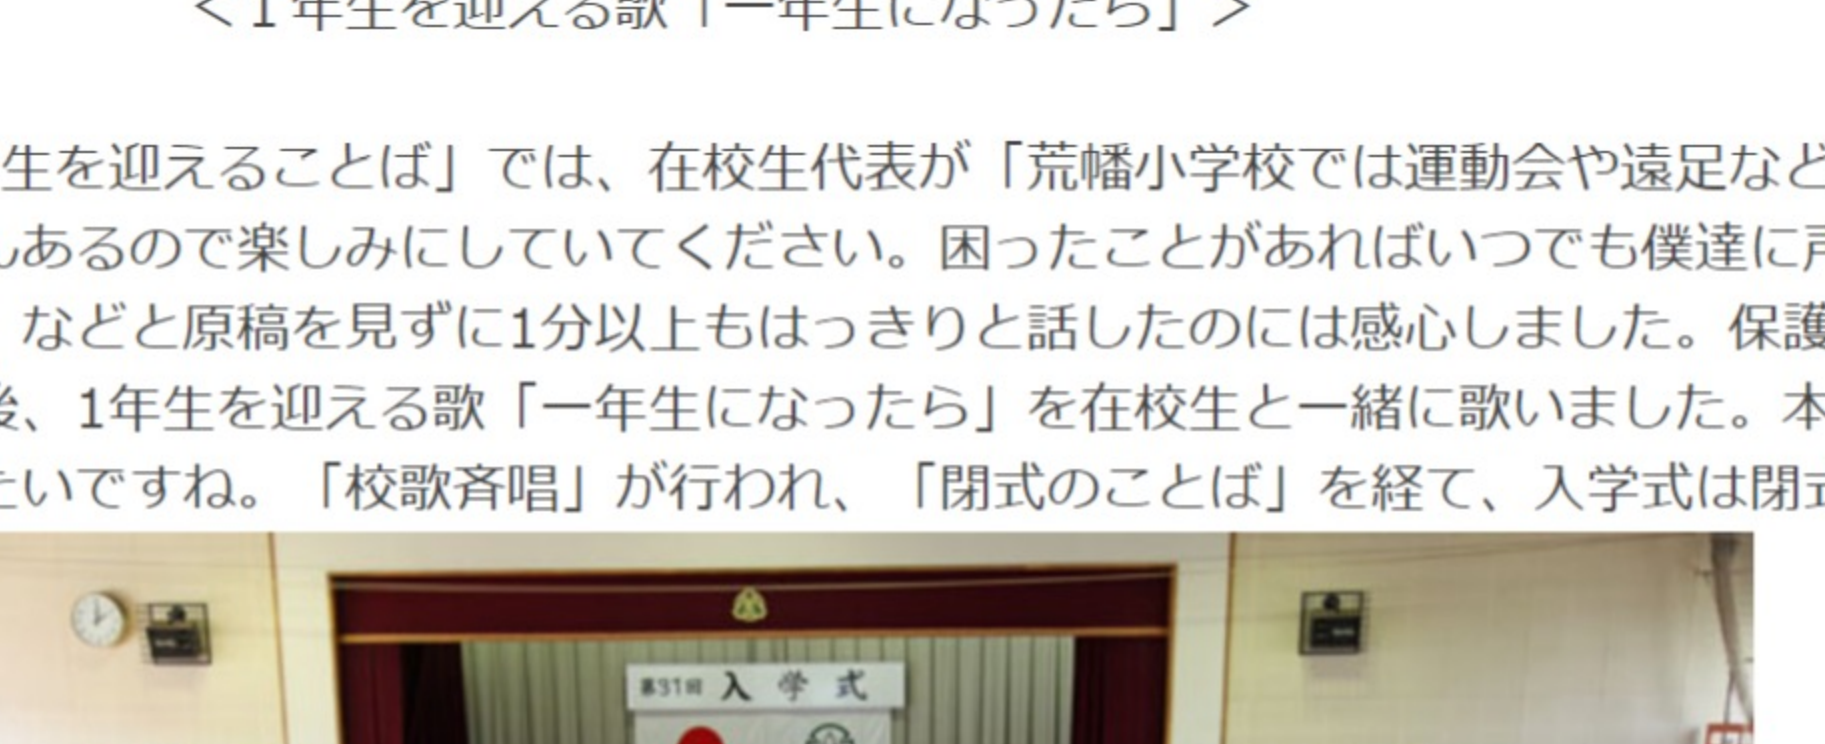 ＜１年生を迎える歌「一年生になったら」＞
生を迎えることば」では、在校生代表が「荒幡小学校では運動会や遠足など
んあるので楽しみにしていてください。困ったことがあればいつでも僕達に声
などと原稿を見ずに1分以上もはっきりと話したのには感心しました。保護
後、1年生を迎える歌「一年生になったら」を在校生と一緒に歌いました。本
たいですね。「校歌斉唱」が行われ、「閉式のことば」を経て、入学式は閉式
第31回 入学式